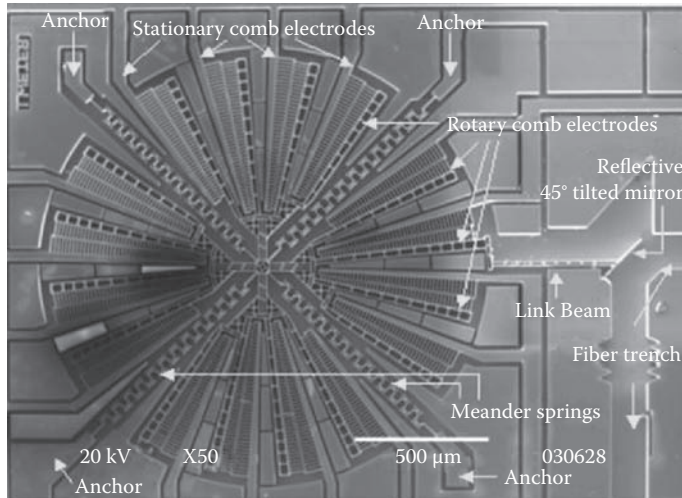 Anchor
Stationary comb electrodes
Anchor
Rotary comb electrodes
Reflective
45° tilted mirror
Link Beam
Fiber trench
Meander springs
20 kV X50 500 µm 030628
Anchor
Anchor